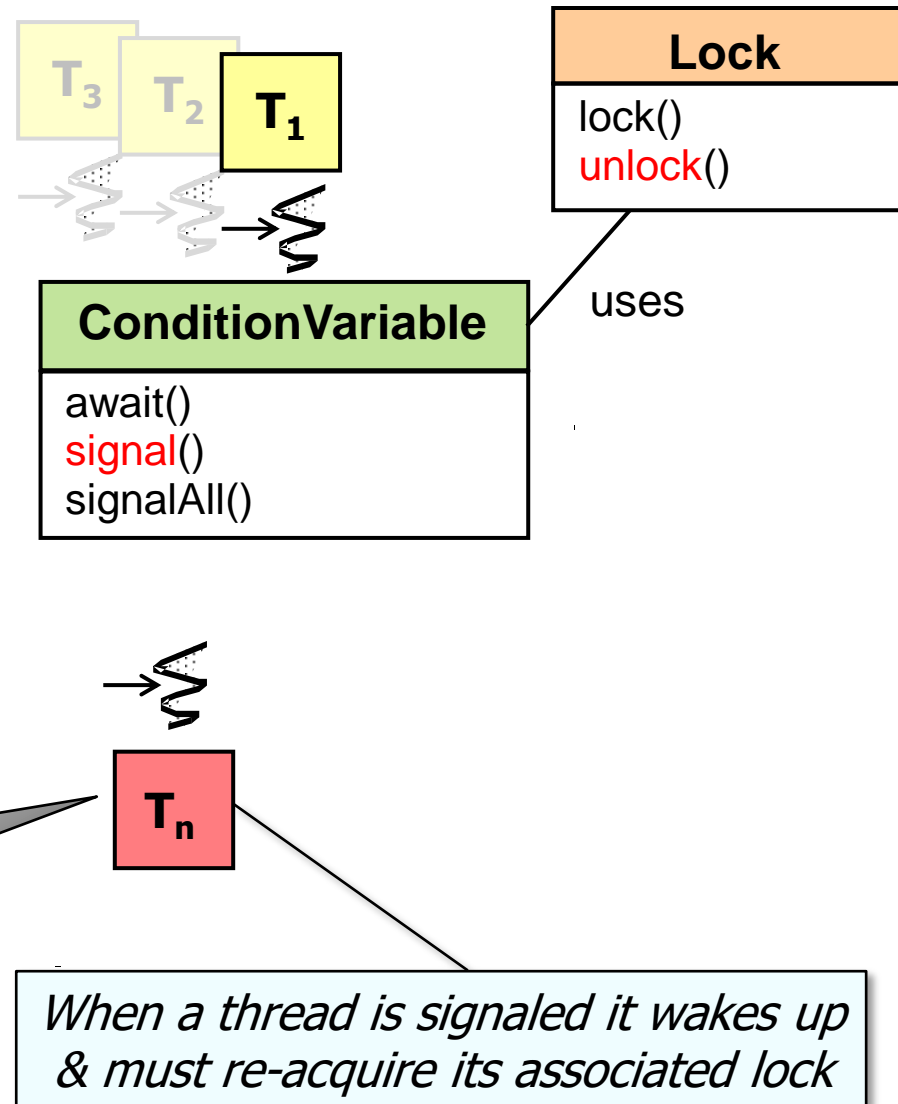 T3
T2
T1
Lock
lock()
unlock()
uses
ConditionVariable
await()
signal()
signalAll()
Tn
When a thread is signaled it wakes up
& must re-acquire its associated lock